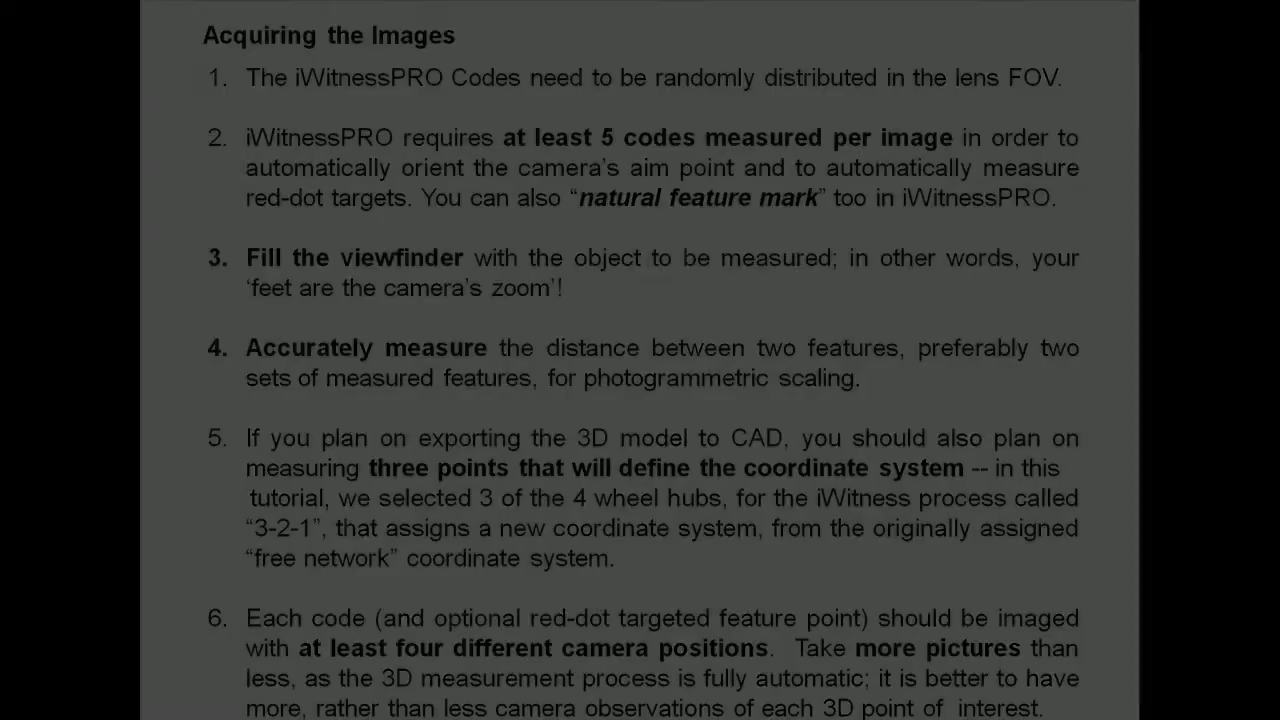 Acquiring the Images
1. The iWitnessPRO Codes need to be randomly distributed in the lens FOV.
2. iWitnessPRO requires at least 5 codes measured per image in order to
automatically orient the camera's aim point and to automatically measure
red-dot targets. You can also “natural feature mark” too in iWitnessPRO.
3. Fill the viewfinder with the object to be measured; in other words, your
‘feet are the camera's zoom’!
4. Accurately measure the distance between two features, preferably two
sets of measured features, for photogrammetric scaling.
5. If you plan on exporting the 3D model to CAD, you should also plan on
measuring three points that will define the coordinate system -- in this
tutorial, we selected 3 of the 4 wheel hubs, for the iWitness process called
“3-2-1”, that assigns a new coordinate system, from the originally assigned
“free network” coordinate system.
6. Each code (and optional red-dot targeted feature point) should be imaged
with at least four different camera positions. Take more pictures than
less, as the 3D measurement process is fully automatic; it is better to have
more, rather than less camera observations of each 3D point of interest.